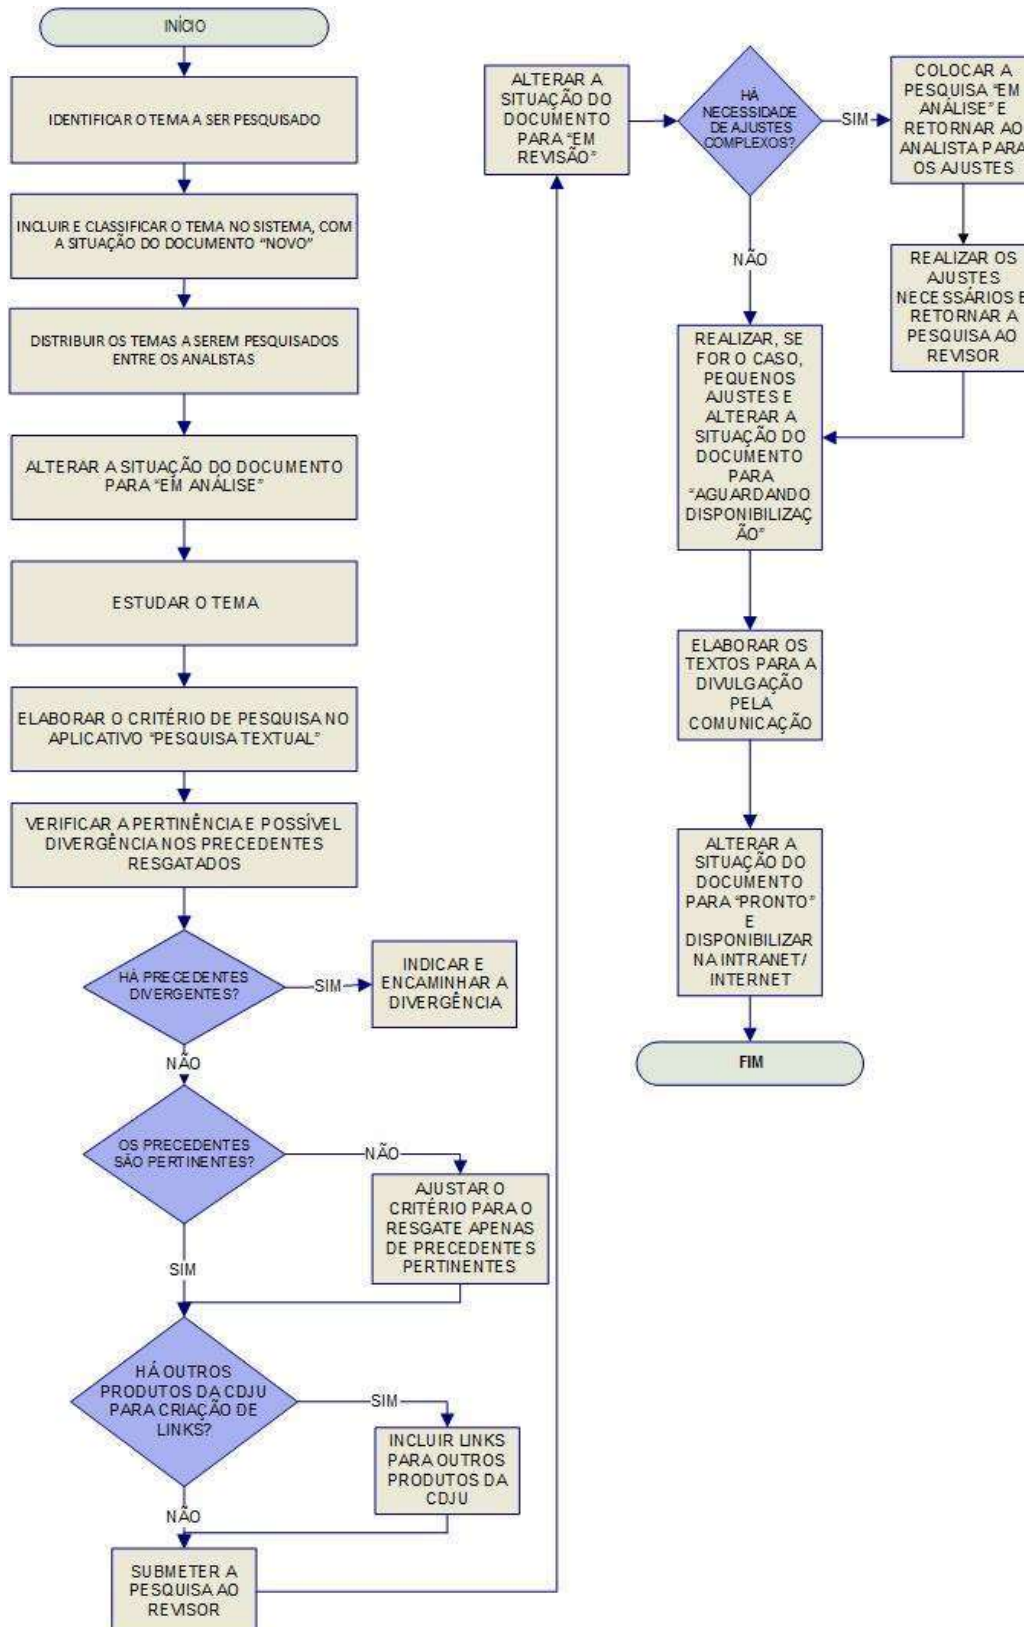 INÍCIO
IDENTIFICAR O TEMA A SER PESQUISADO
INCLUIR E CLASSIFICAR O TEMA NO SISTEMA, COM
A SITUAÇÃO DO DOCUMENTO "NOVO"
DISTRIBUIR OS TEMAS A SEREM PESQUISADOS
ENTRE OS ANALISTAS
ALTERAR A SITUAÇÃO DO DOCUMENTO
PARA "EM ANÁLISE"
ESTUDAR O TEMA
ELABORAR O CRITÉRIO DE PESQUISA NO
APLICATIVO "PESQUISA TEXTUAL"
VERIFICAR A PERTINÊNCIA E POSSÍVEL
DIVERGÊNCIA NOS PRECEDENTES
RESGATADOS
HÁ PRECEDENTES
DIVERGENTES?
SIM
INDICAR E
ENCAMINHAR A
DIVERGÊNCIA
NÃO
OS PRECEDENTES
SÃO PERTINENTES?
NÃO
AJUSTAR O
CRITÉRIO PARA O
RESGATE APENAS
DE PRECEDENTES
PERTINENTES
SIM
HÁ OUTROS
PRODUTOS DA CDJU
PARA CRIAÇÃO DE
LINKS?
SIM
INCLUIR LINKS
PARA OUTROS
PRODUTOS DA
CDJU
NÃO
SUBMETER A
PESQUISA AO
REVISOR
ALTERAR A
SITUAÇÃO DO
DOCUMENTO
PARA "EM
REVISÃO"
HÁ
NECESSIDADE
DE AJUSTES
COMPLEXOS?
SIM
COLOCAR A
PESQUISA "EM
ANÁLISE" E
RETORNAR AO
ANALISTA PARA
OS AJUSTES
REALIZAR OS
AJUSTES
NECESSÁRIOS E
RETORNAR A
PESQUISA AO
REVISOR
NÃO
REALIZAR, SE
FOR O CASO,
PEQUENOS
AJUSTES E
ALTERAR A
SITUAÇÃO DO
DOCUMENTO
PARA
"AGUARDANDO
DISPONIBILIZAÇ
ÃO"
ELABORAR OS
TEXTOS PARA A
DIVULGAÇÃO
PELA
COMUNICAÇÃO
ALTERAR A
SITUAÇÃO DO
DOCUMENTO
PARA "PRONTO"
E
DISPONIBILIZAR
NA INTRANET/
INTERNET
FIM